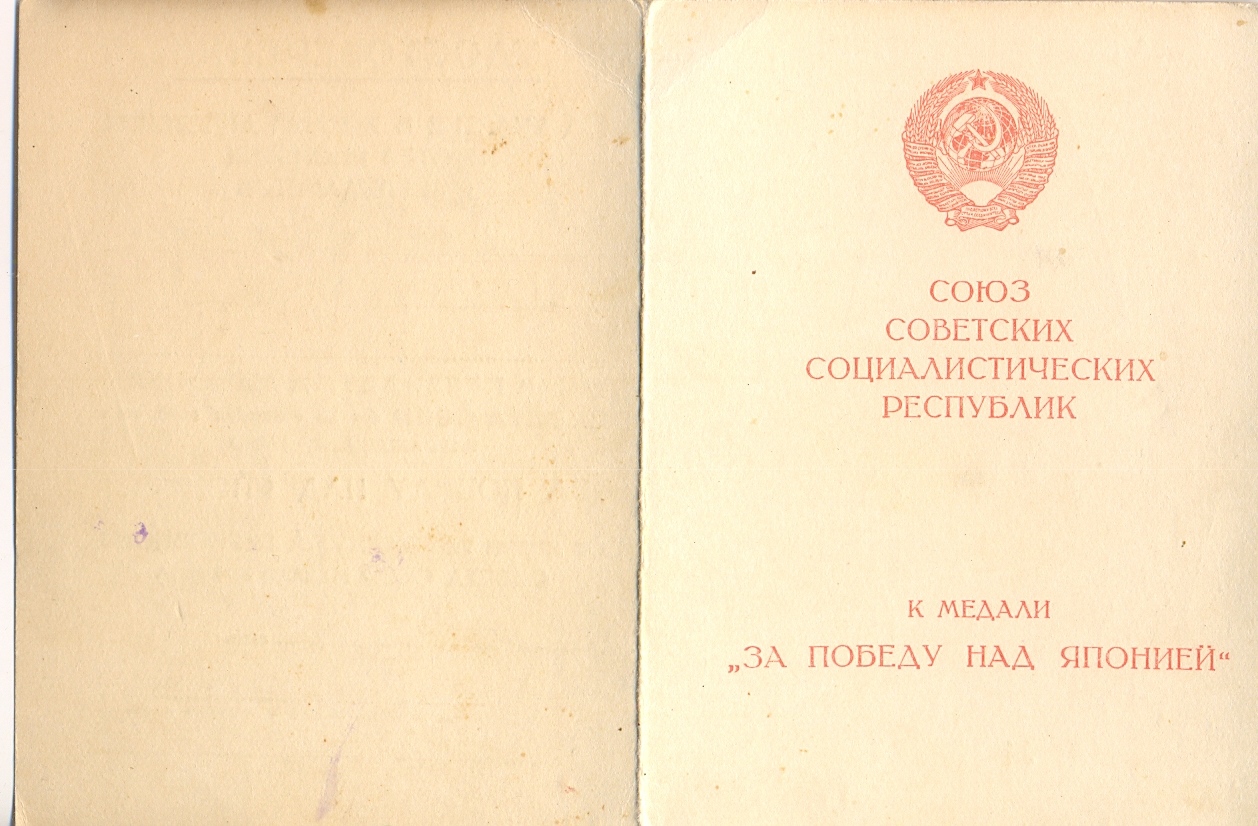 СОЮЗ
СОВЕТСКИХ
СОЦИАЛИСТИЧЕСКИХ
РЕСПУБЛИК
К МЕДАЛИ
„ЗА ПОБЕДУ НАД ЯПОНИЕЙ“